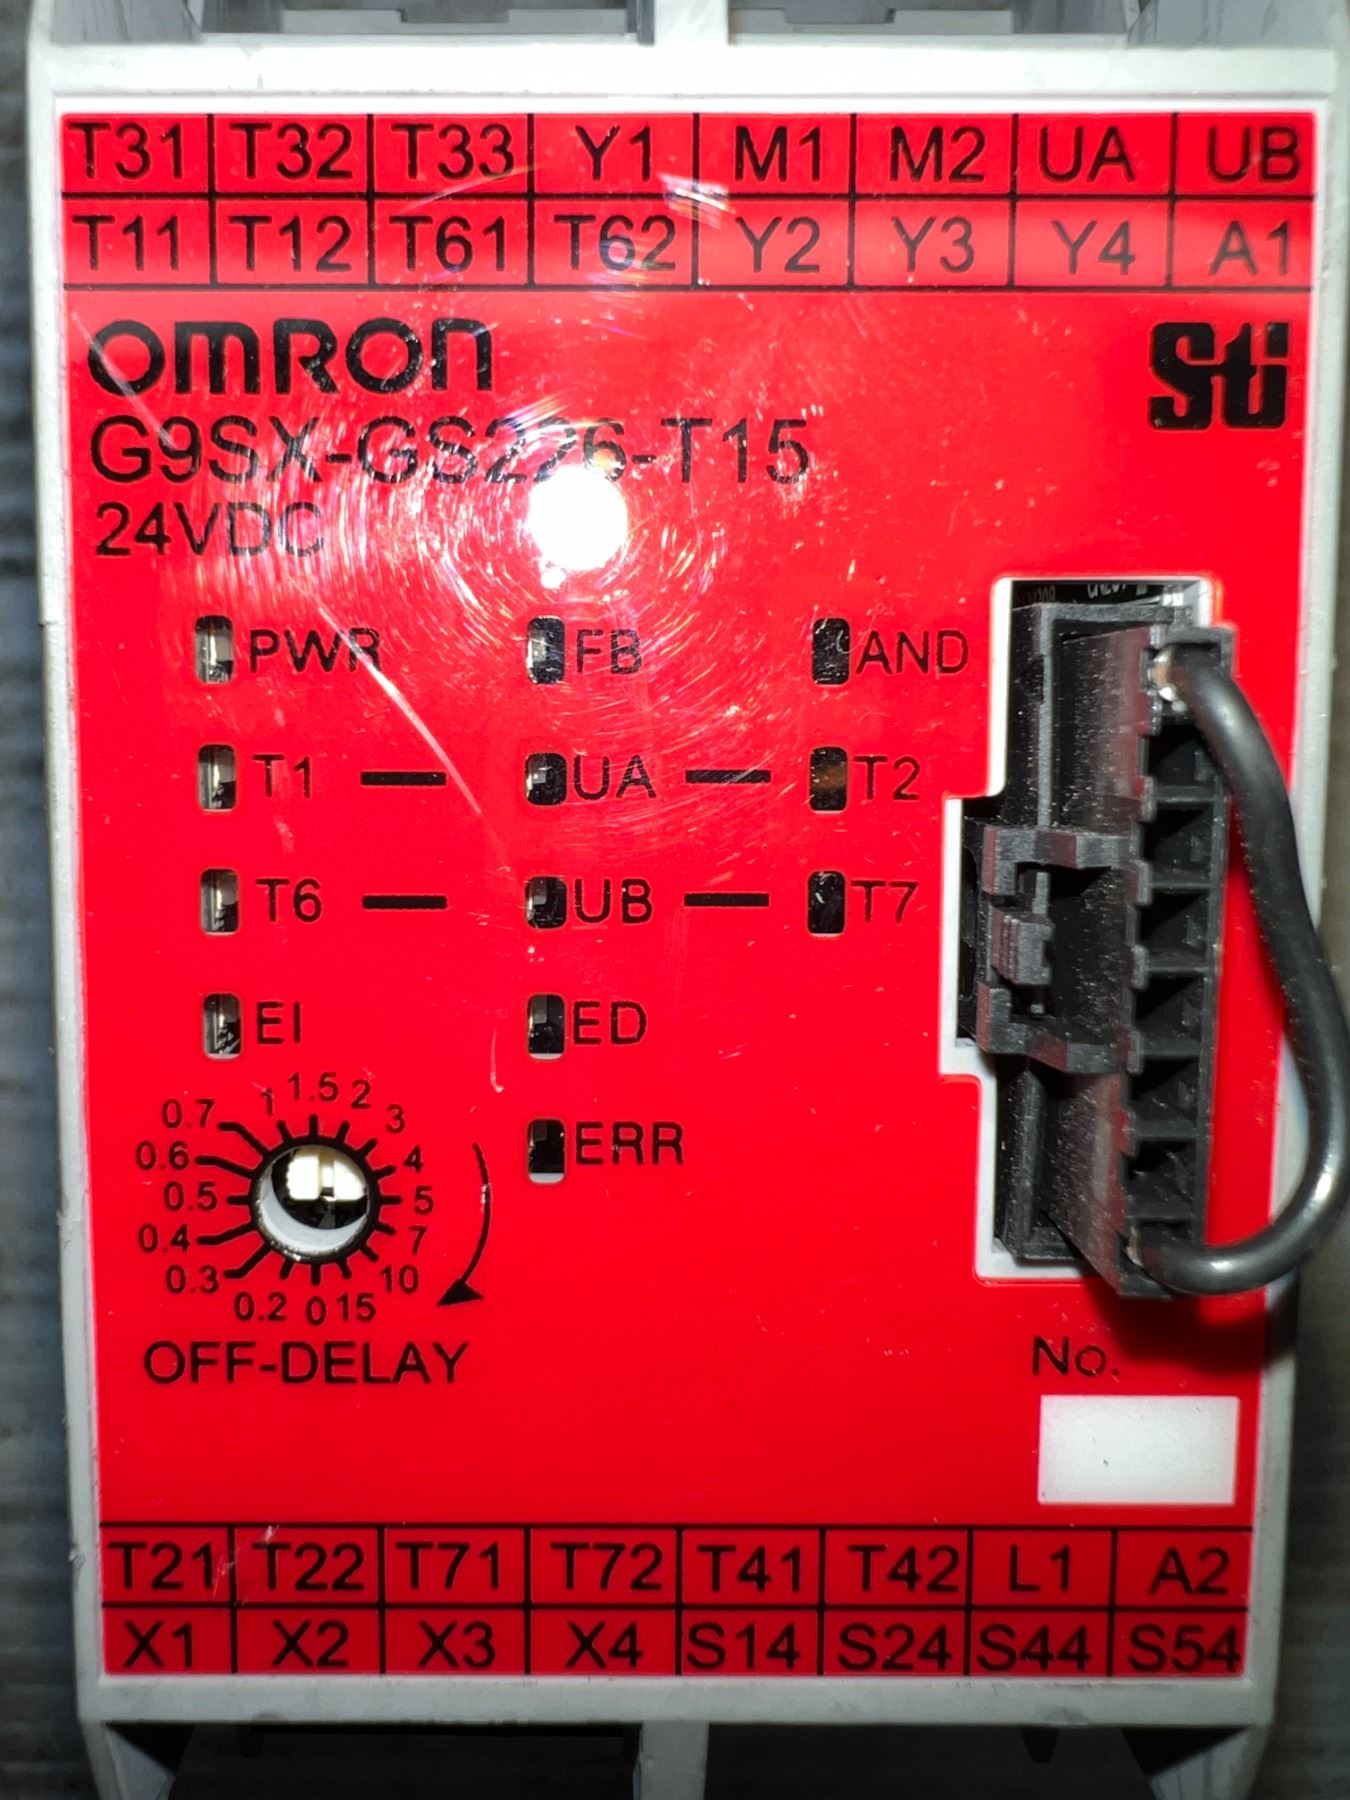 T31 T32 T33 Y1 M1 M2 UA UB
T11 T12 T61 T62 Y2 Y3 Y4 A1
OMRON Sti
G9SX-GS226-T15
24VDC
PWR FB AND
T1 UA T2
T6 UB T7
EI ED
ERR
0.7 1 1.5 2 3
0.6 4
0.5 5
0.4 7
0.3 10
0.2 0 15
OFF-DELAY
No.
T21 T22 T71 T72 T41 T42 L1 A2
X1 X2 X3 X4 S14 S24 S44 S54